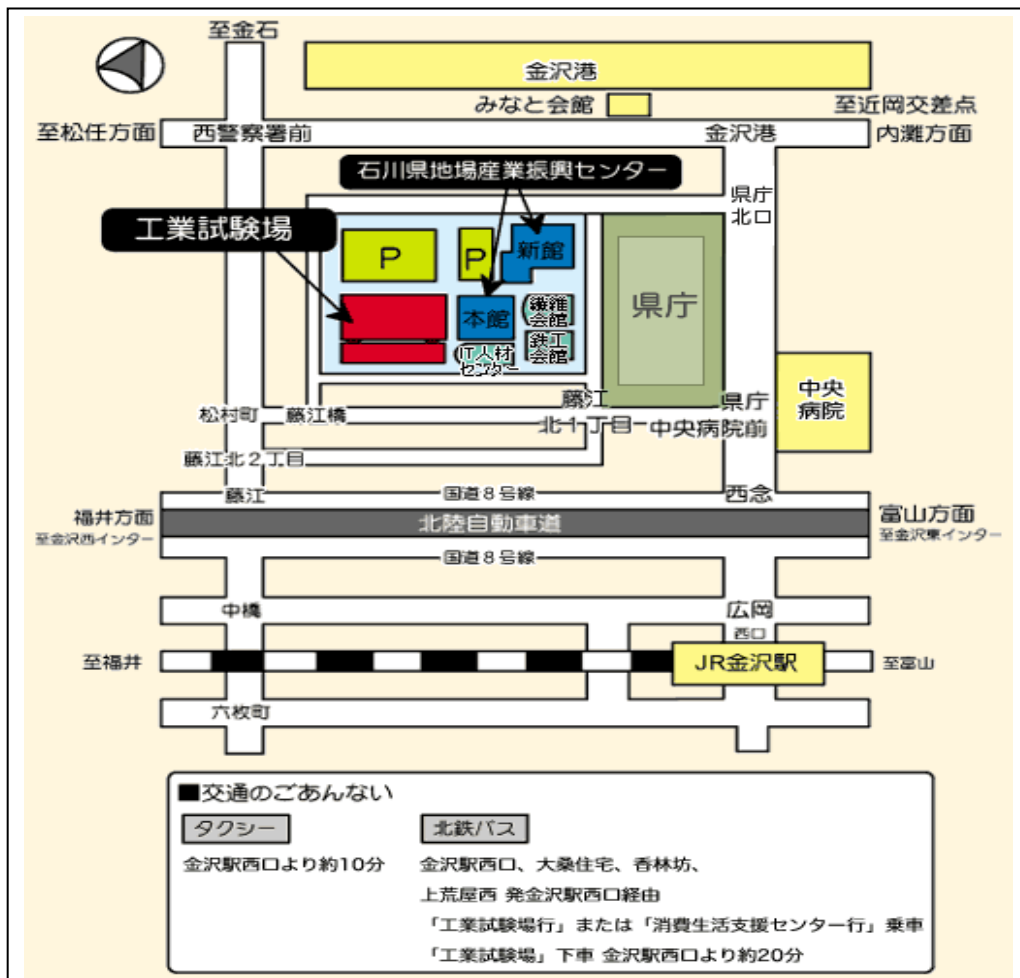 至金石
金沢港
みなと会館
至近岡交差点
至松任方面
西警察署前
金沢港
内灘方面
石川県地場産業振興センター
県庁
北口
工業試験場
P
P
新館
県庁
本館
繊維
会館
鉄工
会館
IT人材
センター
中央
病院
松村町
藤江橋
藤江
北1丁目
県庁
中央病院前
藤江北2丁目
藤江
国道8号線
西念
福井方面
至金沢西インター
北陸自動車道
富山方面
至金沢東インター
国道8号線
中橋
広岡
西口
至福井
JR金沢駅
至富山
六枚町
■交通のごあんない
タクシー
金沢駅西口より約10分
北鉄バス
金沢駅西口、大桑住宅、香林坊、
上荒屋西 発金沢駅西口経由
「工業試験場行」または「消費生活支援センター行」乗車
「工業試験場」下車 金沢駅西口より約20分